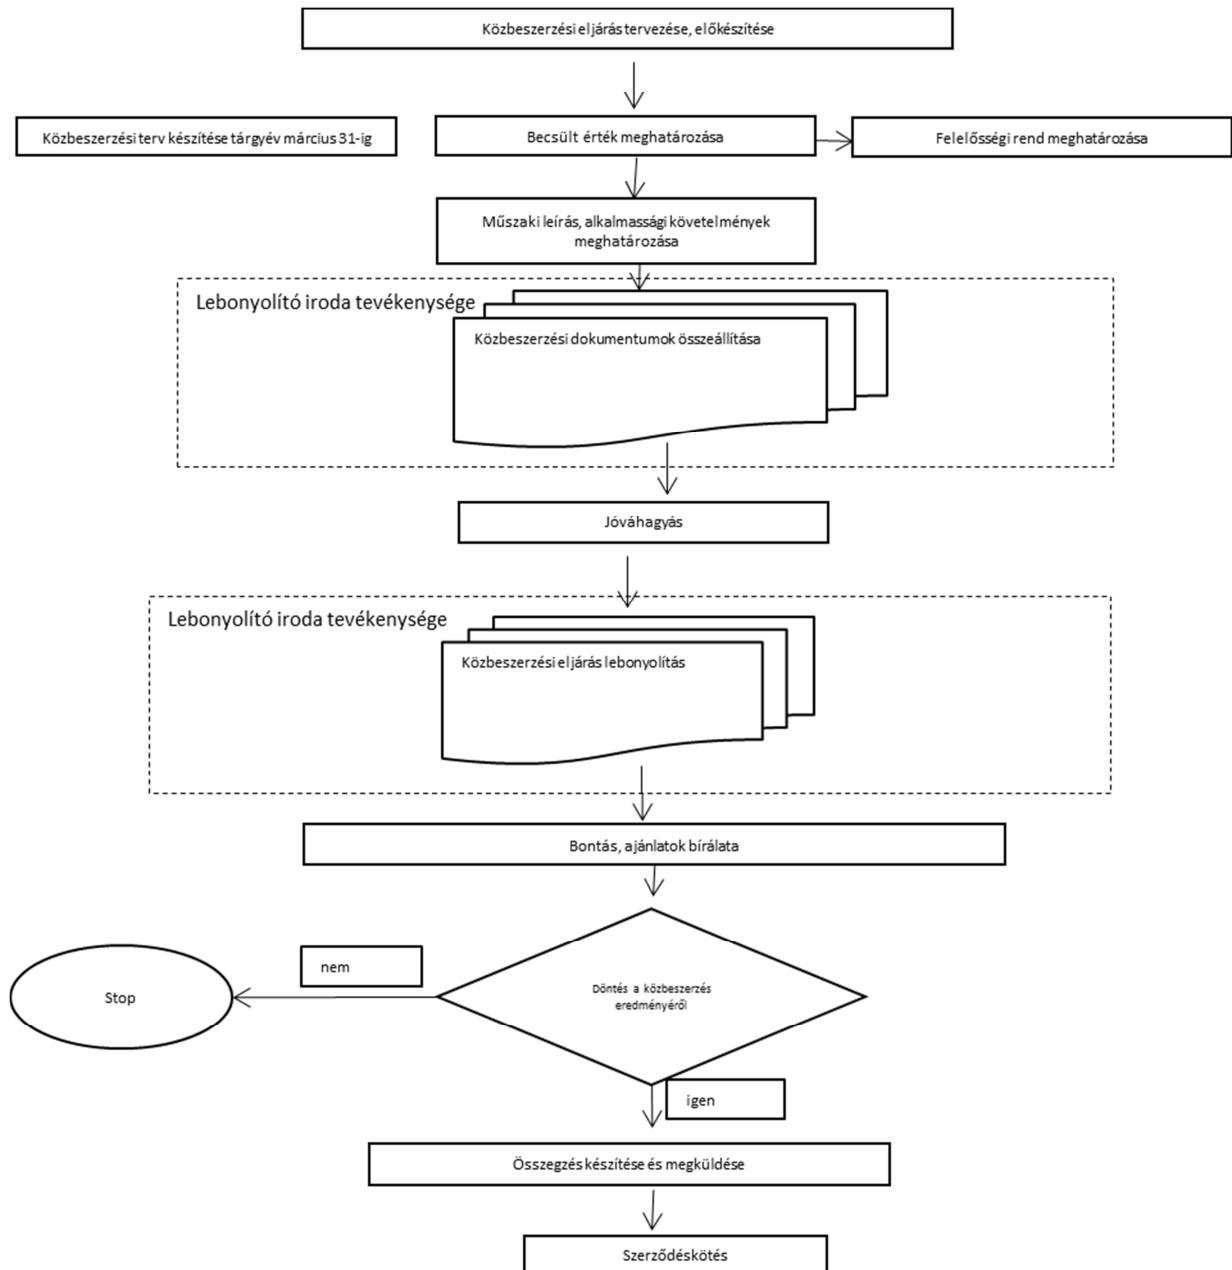 Közbeszerzési eljárás tervezése, előkészítése
Közbeszerzési terv készítése tárgyév március 31-ig
Becsült érték meghatározása
Felelősségi rend meghatározása
Műszaki leírás, alkalmassági követelmények
meghatározása
Lebonyolító iroda tevékenysége
Közbeszerzési dokumentumok összeállítása
Jóváhagyás
Lebonyolító iroda tevékenysége
Közbeszerzési eljárás lebonyolítás
Bontás, ajánlatok bírálata
nem
Stop
Döntés a közbeszerzés
eredményéről
igen
Összegzés készítése és megküldése
Szerződéskötés